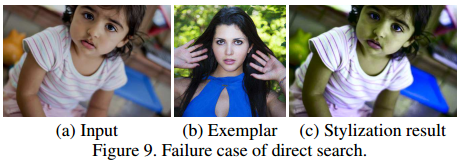 (a) Input (b) Exemplar (c) Stylization result
Figure 9. Failure case of direct search.